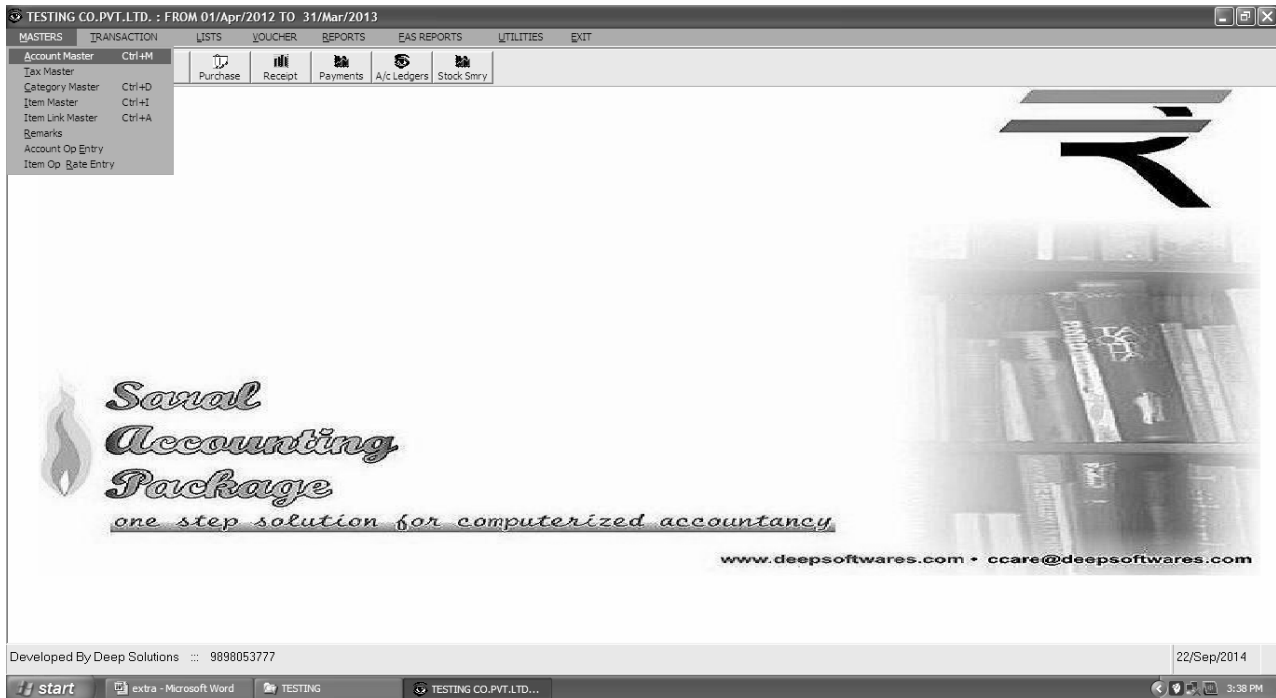 TESTING CO.PVT.LTD. : FROM 01/Apr/2012 TO 31/Mar/2013
MASTERS TRANSACTION LISTS VOUCHER REPORTS EAS REPORTS UTILITIES EXIT
Purchase Receipt Payments A/c Ledgers Stock Smry
Account Master Ctrl+M
Tax Master
Category Master Ctrl+D
Item Master Ctrl+I
Item Link Master Ctrl+A
Remarks
Account Op Entry
Item Op Rate Entry
Saral
Accounting
Package
one step solution for computerized accountancy
www.deepsoftwares.com • ccare@deepsoftwares.com
Developed By Deep Solutions ::: 9898053777 22/Sep/2014
start extra - Microsoft Word TESTING TESTING CO.PVT.LTD... 3:38 PM